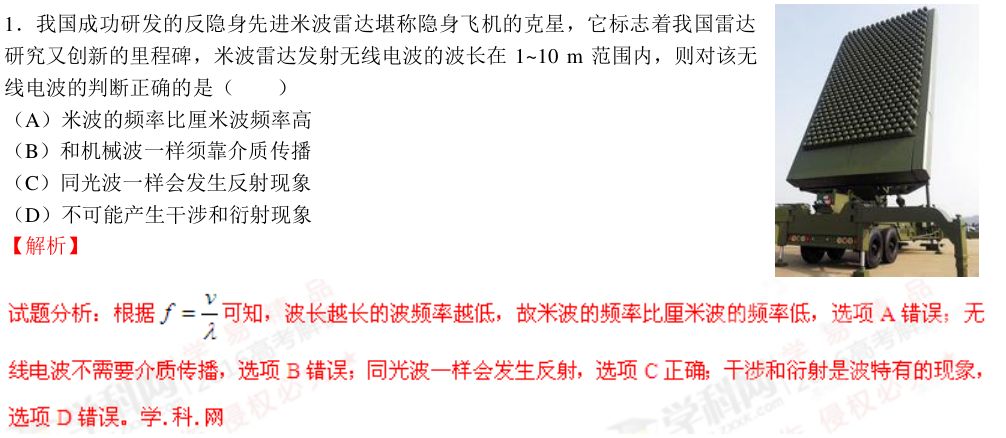 1．我国成功研发的反隐身先进米波雷达堪称隐身飞机的克星，它标志着我国雷达
研究又创新的里程碑，米波雷达发射无线电波的波长在 1~10 m 范围内，则对该无
线电波的判断正确的是（　　）
（A）米波的频率比厘米波频率高
（B）和机械波一样须靠介质传播
（C）同光波一样会发生反射现象
（D）不可能产生干涉和衍射现象
【解析】
试题分析：根据 f = v/λ 可知，波长越长的波频率越低，故米波的频率比厘米波的频率低，选项 A 错误；无
线电波不需要介质传播，选项 B 错误；同光波一样会发生反射，选项 C 正确；干涉和衍射是波特有的现象，
选项 D 错误。学.科.网